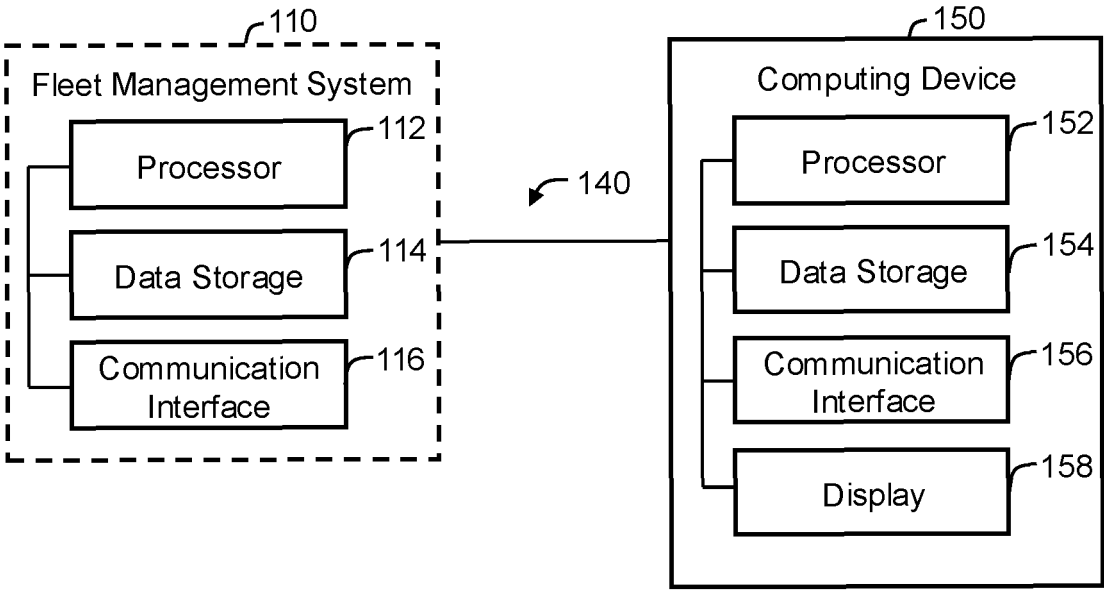 110
Fleet Management System
Processor
112
Data Storage
114
Communication
Interface
116
140
150
Computing Device
Processor
152
Data Storage
154
Communication
Interface
156
Display
158